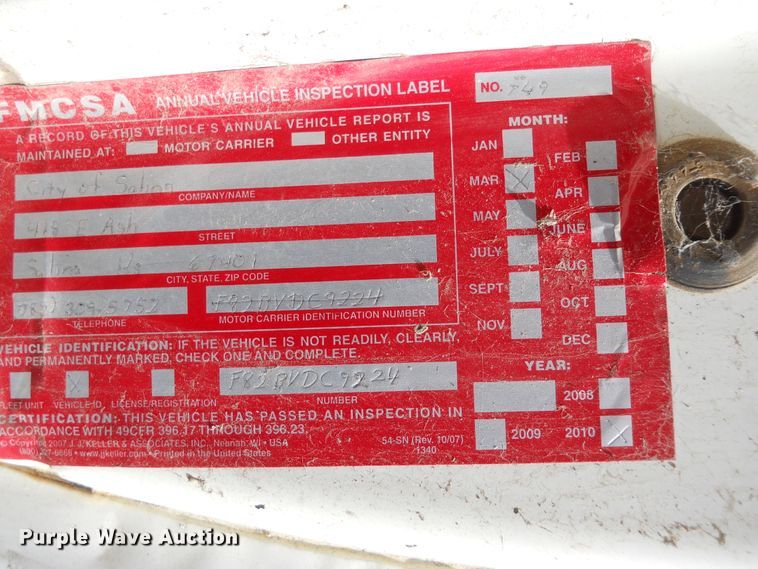 FMCSA ANNUAL VEHICLE INSPECTION LABEL
NO. 749
A RECORD OF THIS VEHICLE'S ANNUAL VEHICLE REPORT IS
MAINTAINED AT: MOTOR CARRIER OTHER ENTITY
City of Salina
COMPANY/NAME
418 E Ash
STREET
Salina Ks 67401
CITY, STATE, ZIP CODE
TELEPHONE
F82BVDC9224
MOTOR CARRIER IDENTIFICATION NUMBER
VEHICLE IDENTIFICATION: IF THE VEHICLE IS NOT READILY, CLEARLY,
AND PERMANENTLY MARKED, CHECK ONE AND COMPLETE.
X
F82BVDC9224
FLEET UNIT VEHICLE ID. LICENSE/REGISTRATION NUMBER
CERTIFICATION: THIS VEHICLE HAS PASSED AN INSPECTION IN
ACCORDANCE WITH 49CFR 396.17 THROUGH 396.23.
© Copyright 2007 J. J. KELLER & ASSOCIATES, INC., Neenah, WI • USA
(800) 327-6868 • www.jjkeller.com • Printed in the United States
54-SN (Rev. 10/07)
1340
MONTH:
JAN FEB
MAR X APR
MAY JUNE
JULY AUG
SEPT OCT
NOV DEC
YEAR:
2008
2009 2010 X
Purple Wave Auction